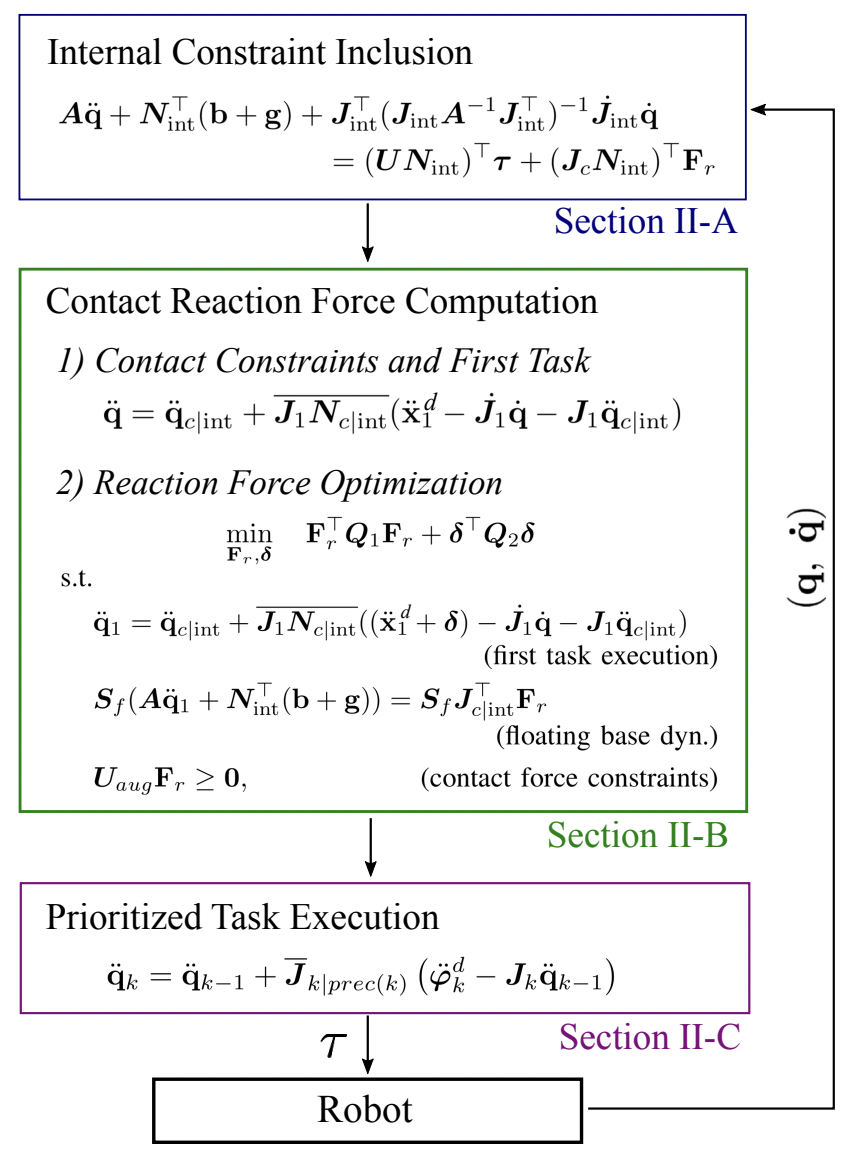 Internal Constraint Inclusion
$\boldsymbol{A}\ddot{\mathbf{q}} + \boldsymbol{N}_{\text{int}}^{\top}(\mathbf{b} + \mathbf{g}) + \boldsymbol{J}_{\text{int}}^{\top}(\boldsymbol{J}_{\text{int}}\boldsymbol{A}^{-1}\boldsymbol{J}_{\text{int}}^{\top})^{-1}\dot{\boldsymbol{J}}_{\text{int}}\dot{\mathbf{q}}$
$= (\boldsymbol{U}\boldsymbol{N}_{\text{int}})^{\top}\boldsymbol{\tau} + (\boldsymbol{J}_c\boldsymbol{N}_{\text{int}})^{\top}\mathbf{F}_r$
Section II-A
Contact Reaction Force Computation
1) Contact Constraints and First Task
$\ddot{\mathbf{q}} = \ddot{\mathbf{q}}_{c|\text{int}} + \overline{\boldsymbol{J}_1\boldsymbol{N}_{c|\text{int}}}(\ddot{\mathbf{x}}_1^d - \dot{\boldsymbol{J}}_1\dot{\mathbf{q}} - \boldsymbol{J}_1\ddot{\mathbf{q}}_{c|\text{int}})$
2) Reaction Force Optimization
$\min_{\mathbf{F}_r, \boldsymbol{\delta}} \quad \mathbf{F}_r^{\top}\boldsymbol{Q}_1\mathbf{F}_r + \boldsymbol{\delta}^{\top}\boldsymbol{Q}_2\boldsymbol{\delta}$
s.t.
$\ddot{\mathbf{q}}_1 = \ddot{\mathbf{q}}_{c|\text{int}} + \overline{\boldsymbol{J}_1\boldsymbol{N}_{c|\text{int}}}((\ddot{\mathbf{x}}_1^d + \boldsymbol{\delta}) - \dot{\boldsymbol{J}}_1\dot{\mathbf{q}} - \boldsymbol{J}_1\ddot{\mathbf{q}}_{c|\text{int}})$
(first task execution)
$\boldsymbol{S}_f(\boldsymbol{A}\ddot{\mathbf{q}}_1 + \boldsymbol{N}_{\text{int}}^{\top}(\mathbf{b} + \mathbf{g})) = \boldsymbol{S}_f\boldsymbol{J}_{c|\text{int}}^{\top}\mathbf{F}_r$
(floating base dyn.)
$\boldsymbol{U}_{aug}\mathbf{F}_r \geq \mathbf{0},$ (contact force constraints)
Section II-B
Prioritized Task Execution
$\ddot{\mathbf{q}}_k = \ddot{\mathbf{q}}_{k-1} + \overline{\boldsymbol{J}}_{k|prec(k)}\left(\ddot{\boldsymbol{\varphi}}_k^d - \boldsymbol{J}_k\ddot{\mathbf{q}}_{k-1}\right)$
Section II-C
$\tau$
Robot
$(\mathbf{q}, \dot{\mathbf{q}})$